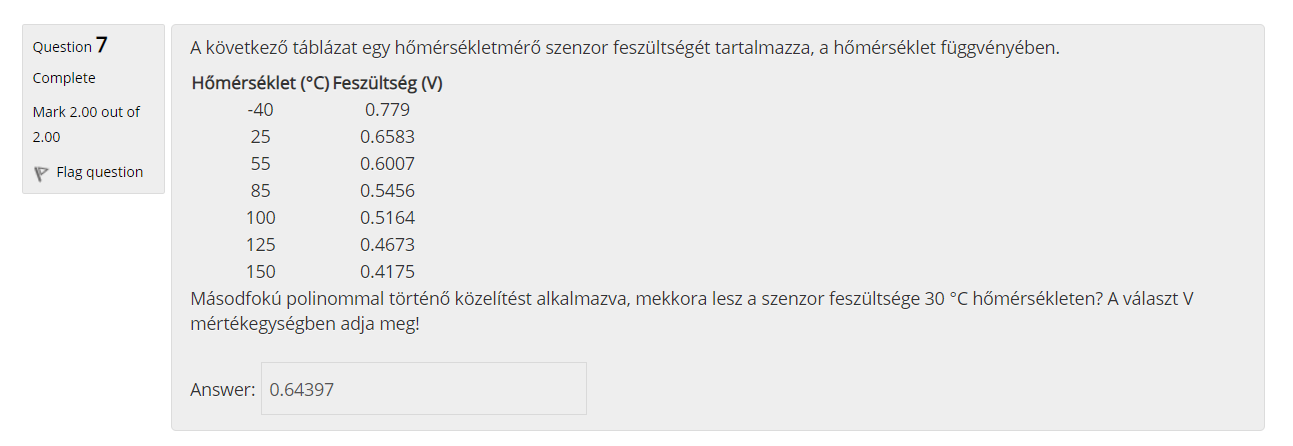 Question 7
Complete
Mark 2.00 out of
2.00
Flag question
A következő táblázat egy hőmérsékletmérő szenzor feszültségét tartalmazza, a hőmérséklet függvényében.
Hőmérséklet (°C) Feszültség (V)
-40 0.779
25 0.6583
55 0.6007
85 0.5456
100 0.5164
125 0.4673
150 0.4175
Másodfokú polinommal történő közelítést alkalmazva, mekkora lesz a szenzor feszültsége 30 °C hőmérsékleten? A választ V
mértékegységben adja meg!
Answer: 0.64397